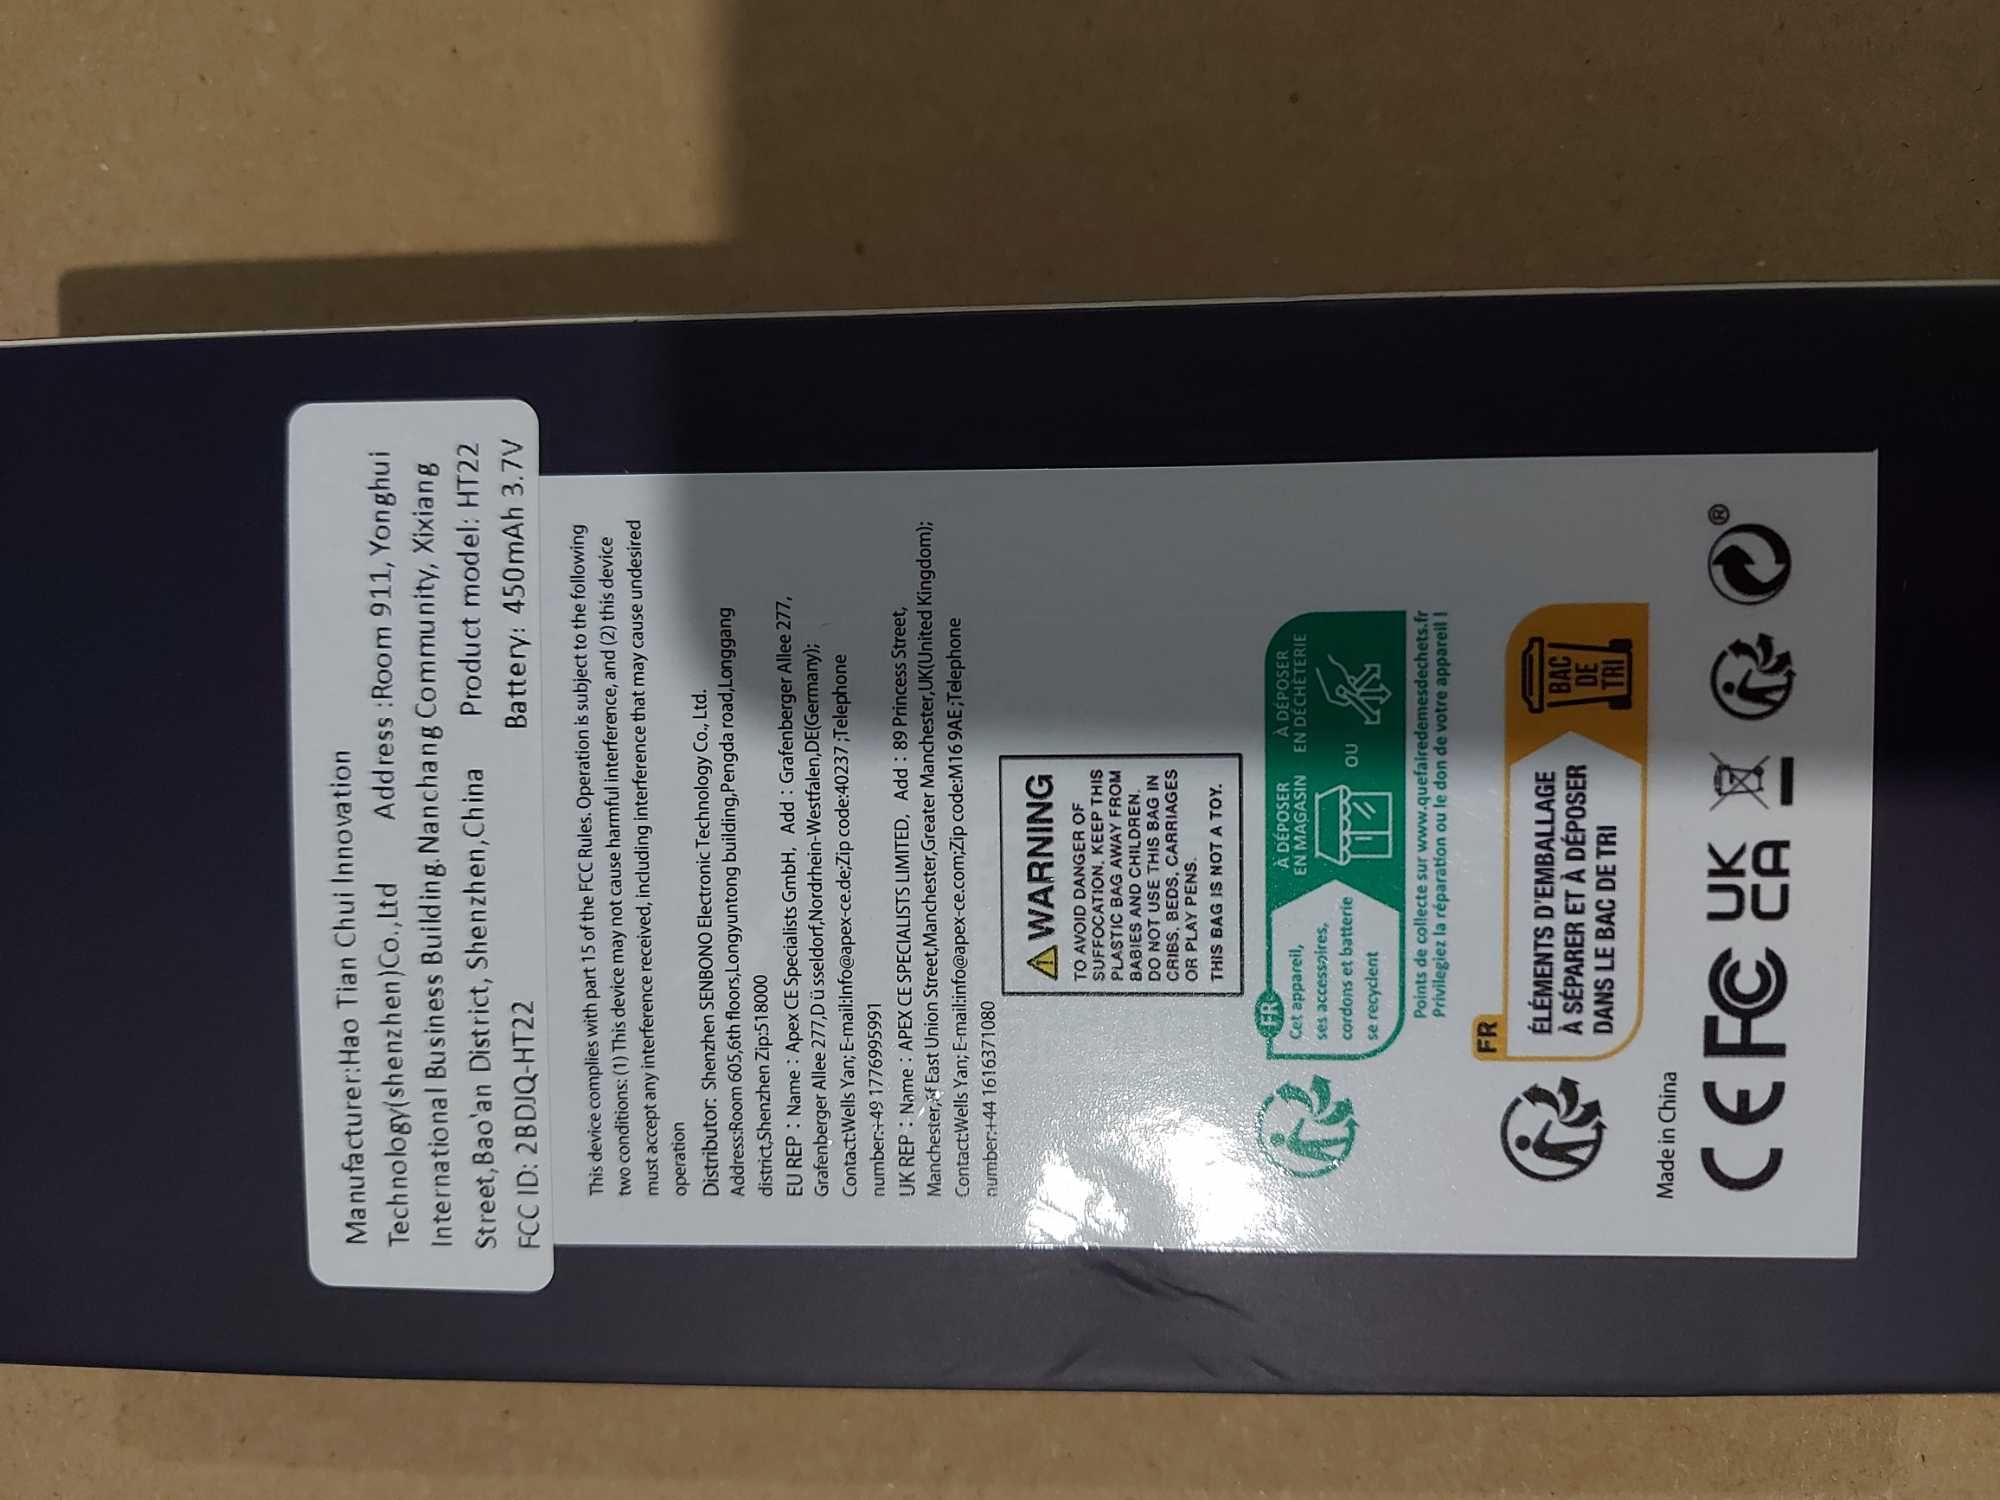 Manufacturer:Hao Tian Chui Innovation
Technology(shenzhen)Co.,Ltd Address :Room 911, Yonghui
International Business Building.Nanchang Community, Xixiang
Street,Bao'an District, Shenzhen,China Product model: HT22
FCC ID: 2BDJQ-HT22 Battery: 450mAh 3.7V
This device complies with part 15 of the FCC Rules. Operation is subject to the following
two conditions: (1) This device may not cause harmful interference, and (2) this device
must accept any interference received, including interference that may cause undesired
operation
Distributor: Shenzhen SENBONO Electronic Technology Co., Ltd.
Address:Room 605,6th floors,Longyuntong building,Pengda road,Longgang
district,Shenzhen Zip:518000
EU REP : Name : Apex CE Specialists GmbH, Add : Grafenberger Allee 277,
Grafenberger Allee 277,Düsseldorf,Nordrhein-Westfalen,DE(Germany);
Contact:Wells Yan; E-mail:Info@apex-ce.de;Zip code:40237 ;Telephone
number:+49 17769995991
UK REP : Name : APEX CE SPECIALISTS LIMITED, Add : 89 Princess Street,
Manchester, East Union Street,Manchester,Greater Manchester,UK(United Kingdom);
Contact:Wells Yan; E-mail:info@apex-ce.com;Zip code:M16 9AE ;Telephone
number:+44 1616371080
WARNING
TO AVOID DANGER OF
SUFFOCATION, KEEP THIS
PLASTIC BAG AWAY FROM
BABIES AND CHILDREN.
DO NOT USE THIS BAG IN
CRIBS, BEDS, CARRIAGES
OR PLAY PENS.
THIS BAG IS NOT A TOY.
FR
Cet appareil,
ses accessoires,
cordons et batterie
se recyclent
À DÉPOSER
EN MAGASIN
OU
À DÉPOSER
EN DÉCHÈTERIE
Points de collecte sur www.quefairedemesdechets.fr
Privilegiez la réparation ou le don de votre appareil !
FR
ÉLÉMENTS D'EMBALLAGE
À SÉPARER ET À DÉPOSER
DANS LE BAC DE TRI
BAC
DE
TRI
Made in China
CE FC UK
CA
®